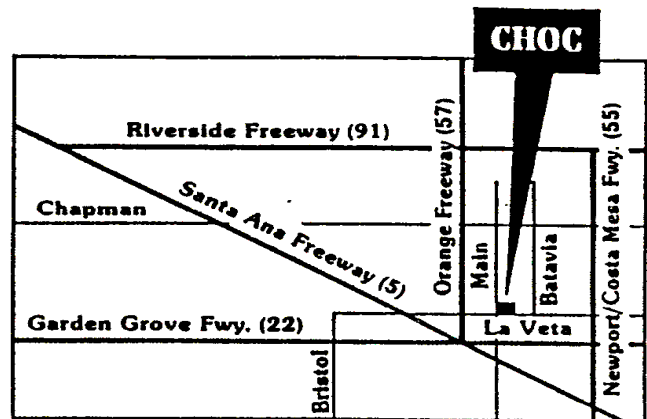 CHOC
Riverside Freeway (91)
Orange Freeway (57)
Newport/Costa Mesa Fwy. (55)
Santa Ana Freeway (5)
Chapman
Main
Batavia
Garden Grove Fwy. (22)
La Veta
Bristol